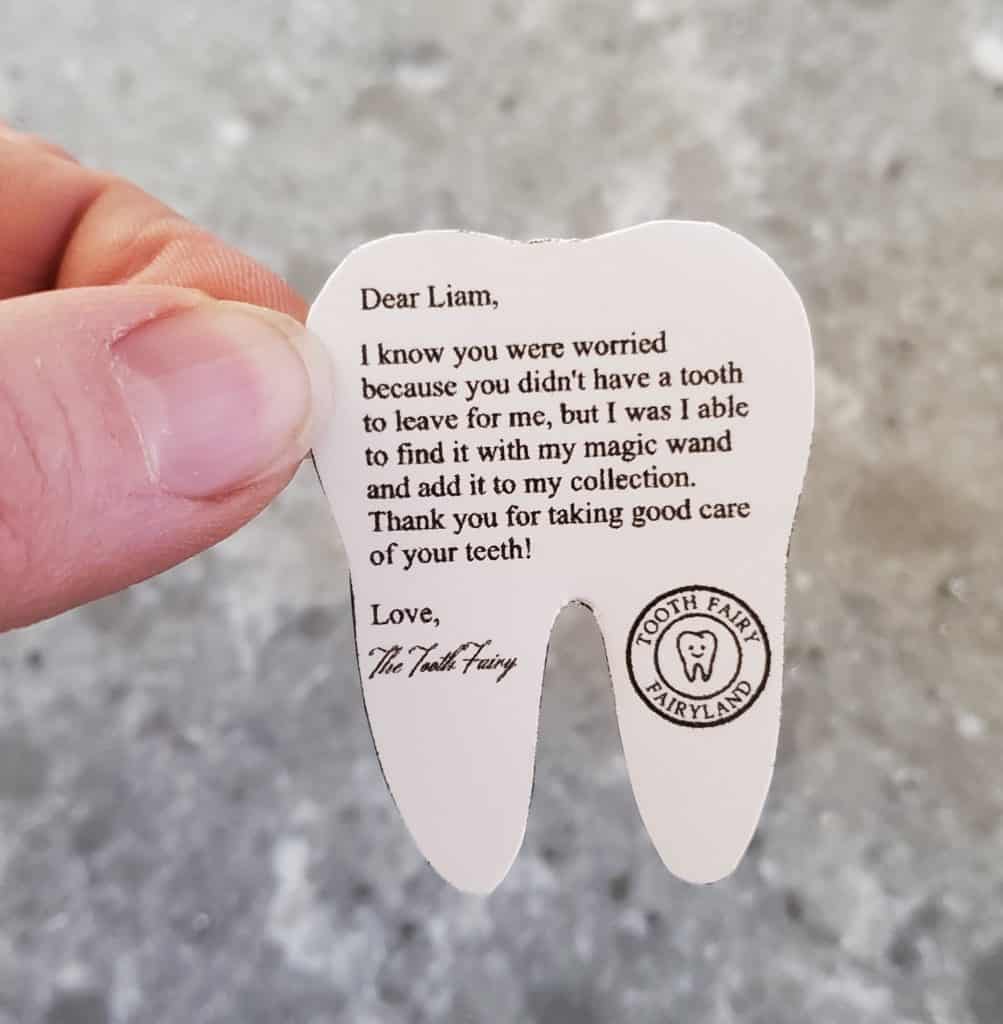 Dear Liam,
I know you were worried
because you didn't have a tooth
to leave for me, but I was I able
to find it with my magic wand
and add it to my collection.
Thank you for taking good care
of your teeth!
Love,
The Tooth Fairy
TOOTH FAIRY
FAIRYLAND